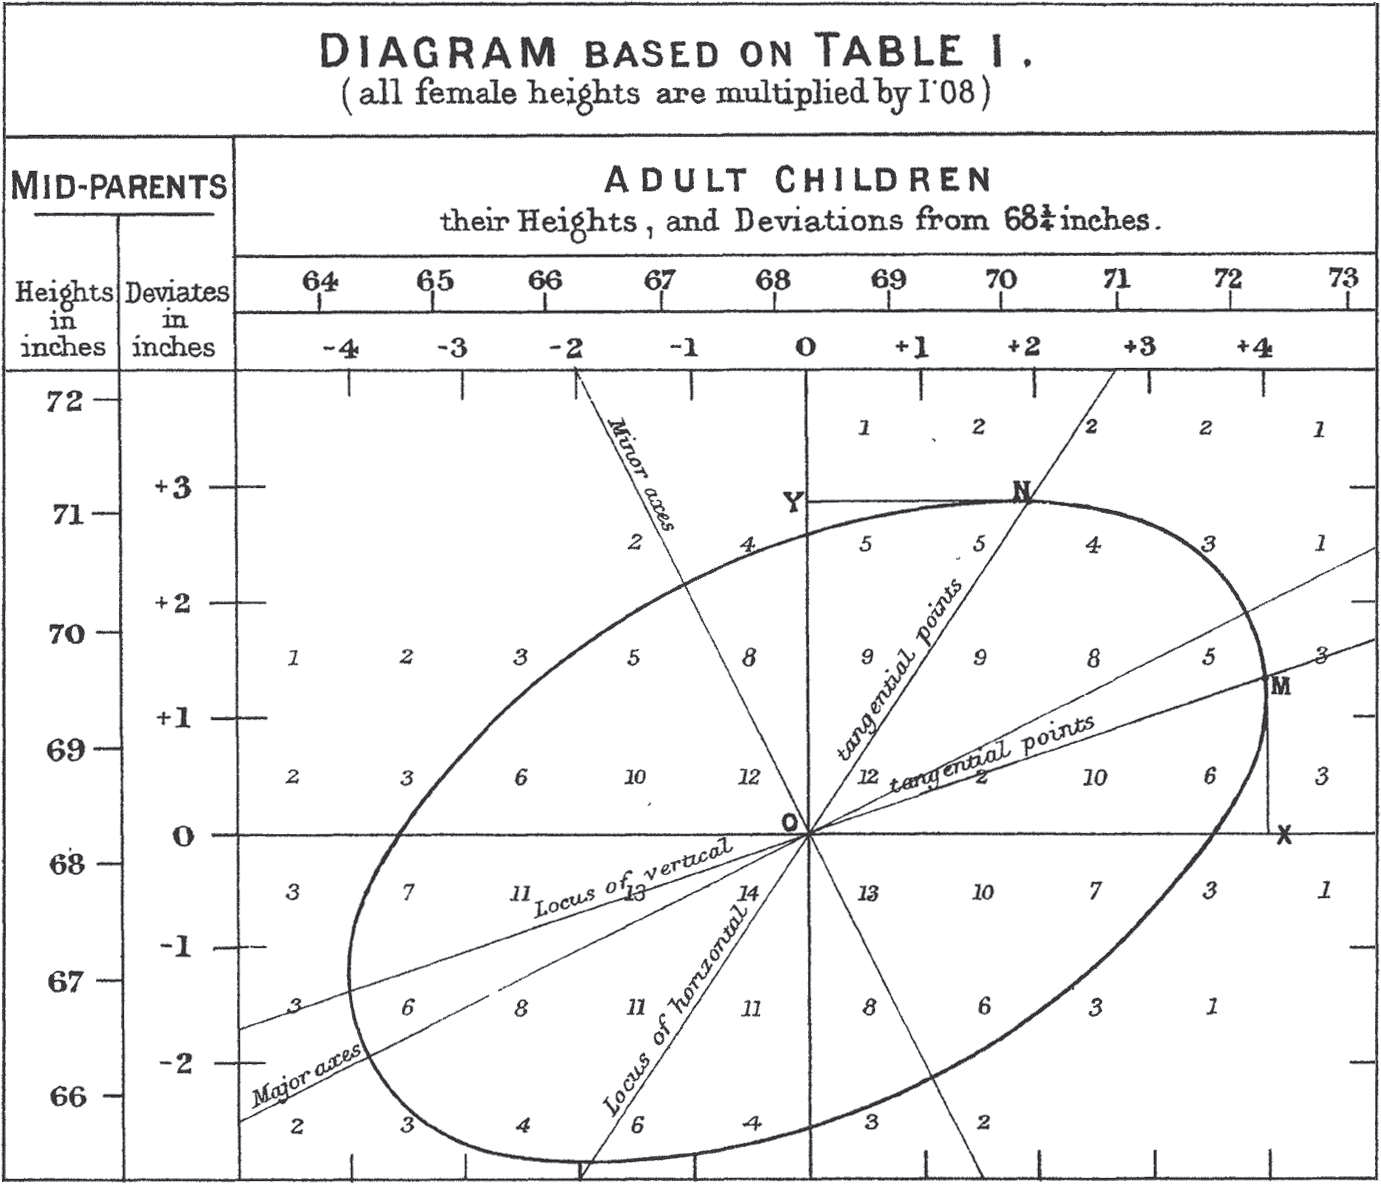 DIAGRAM BASED ON TABLE I.
(all female heights are multiplied by 1·08)
MID-PARENTS
ADULT CHILDREN
their Heights, and Deviations from 68¾ inches.
Heights in inches
Deviates in inches
64 65 66 67 68 69 70 71 72 73
-4 -3 -2 -1 0 +1 +2 +3 +4
72
1 2 2 2 1
Minor axes
+3
Y N
71
2 4 5 5 4 3 1
+2
tangential points
70
1 2 3 5 8 9 9 8 5 3
M
+1
tangential points
69
2 3 6 10 12 12 2 10 6 3
0
O X
68
Locus of vertical
3 7 11 13 14 13 10 7 3 1
-1
Locus of horizontal
67
3 6 8 11 11 8 6 3 1
-2
Major axes
66
2 3 4 6 4 3 2